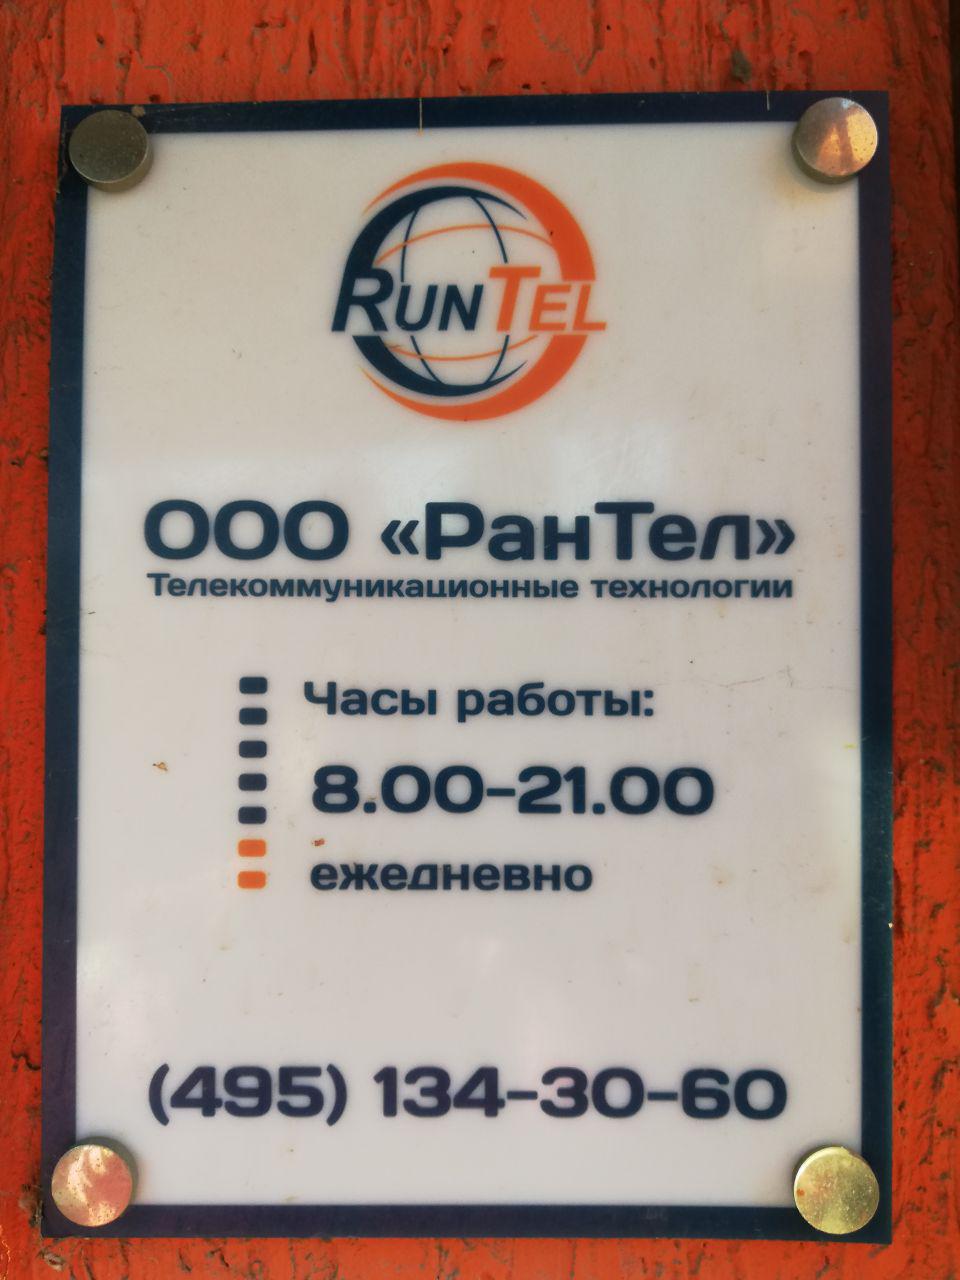 RUNTEL
ООО «РанТел»
Телекоммуникационные технологии
Часы работы:
8.00-21.00
ежедневно
(495) 134-30-60